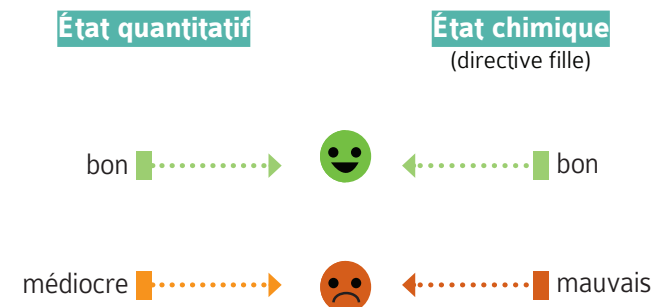 État quantitatif
État chimique
(directive fille)
bon
bon
médiocre
mauvais